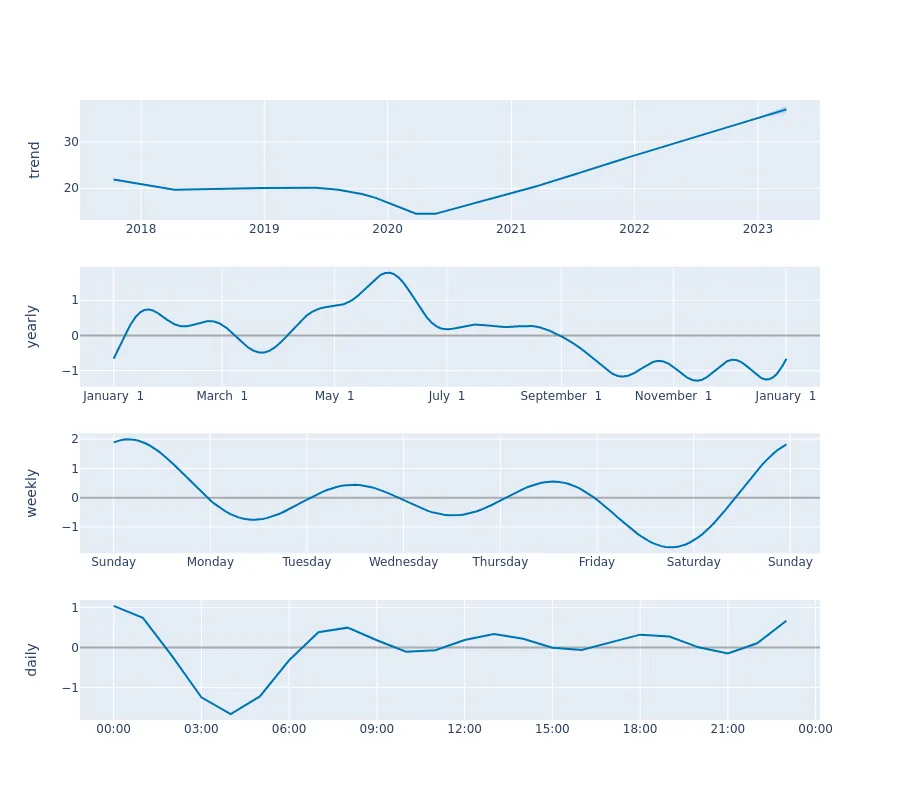 trend
30
20
2018 2019 2020 2021 2022 2023
yearly
1
0
−1
January 1 March 1 May 1 July 1 September 1 November 1 January 1
weekly
2
1
0
−1
Sunday Monday Tuesday Wednesday Thursday Friday Saturday Sunday
daily
1
0
−1
00:00 03:00 06:00 09:00 12:00 15:00 18:00 21:00 00:00